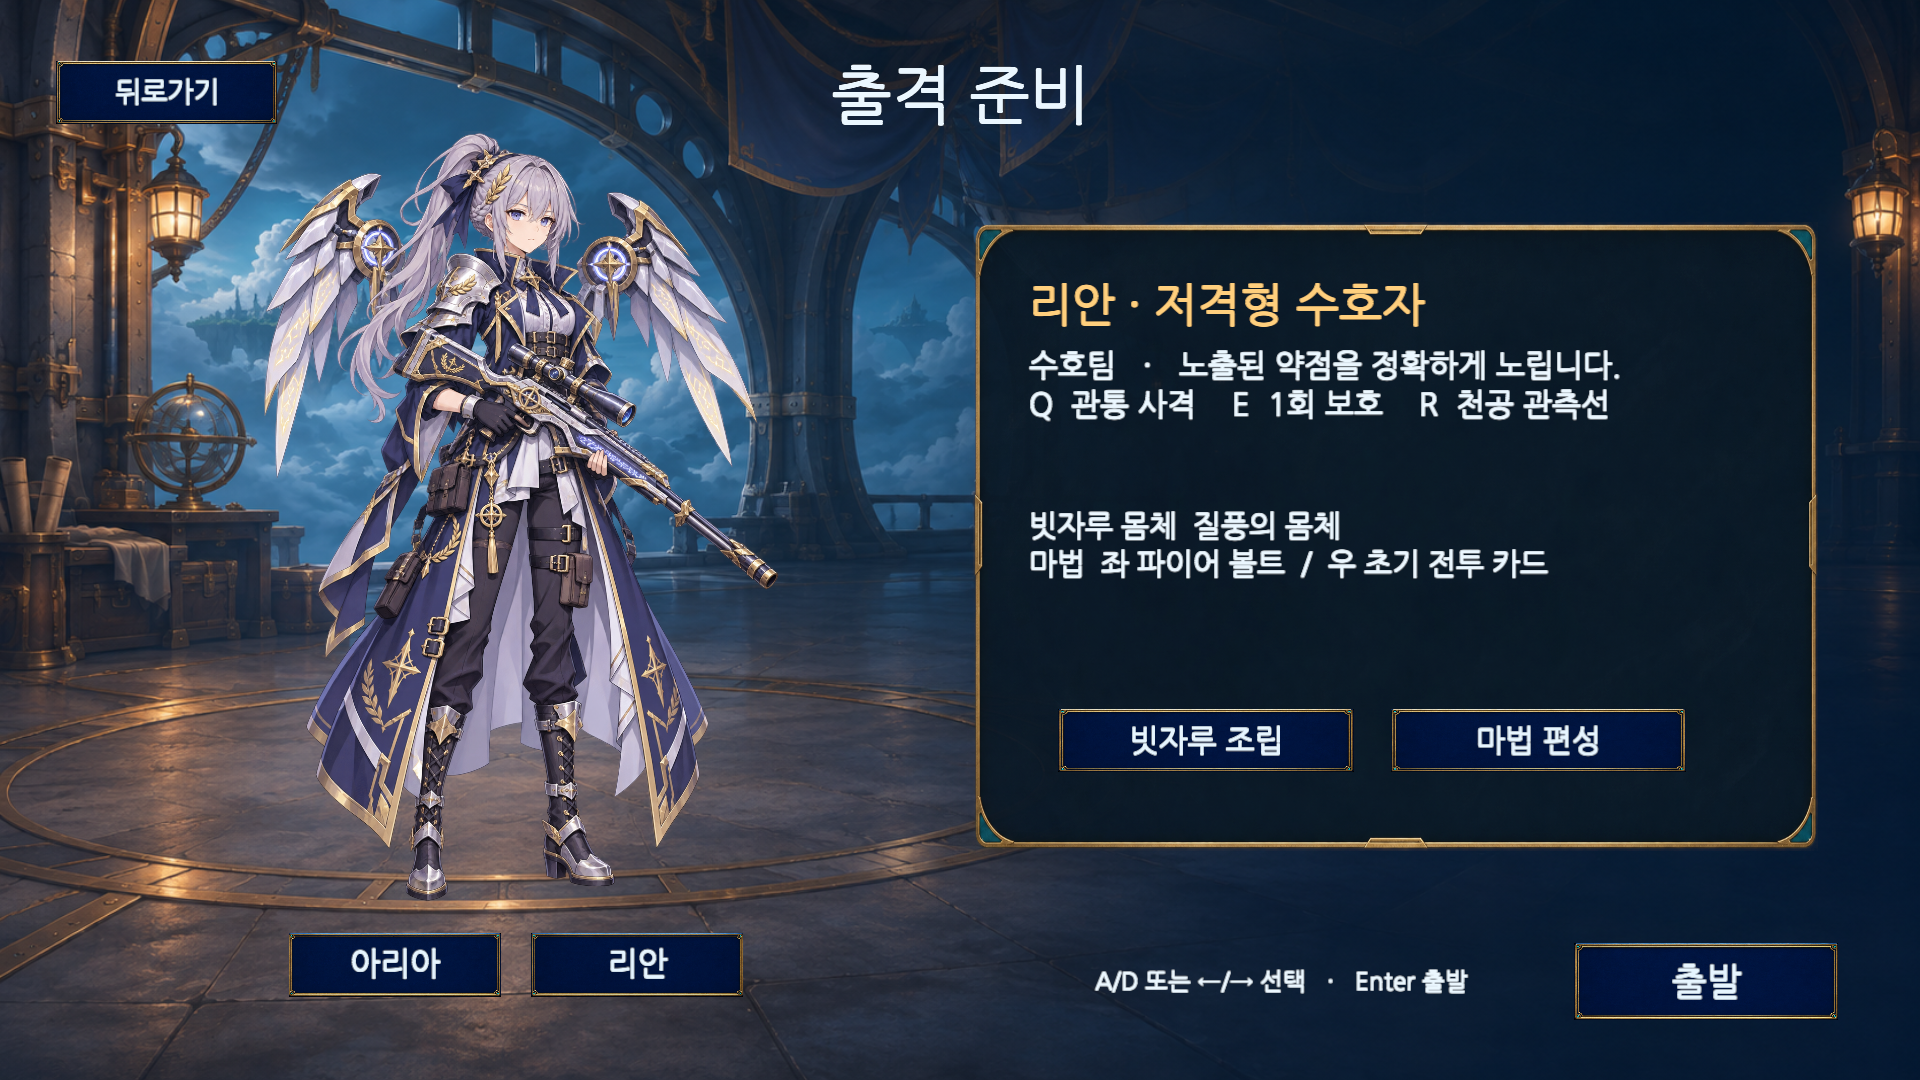 뒤로가기
출격 준비
리안 · 저격형 수호자
수호팀 · 노출된 약점을 정확하게 노립니다.
Q 관통 사격 E 1회 보호 R 천공 관측선
빗자루 몸체 질풍의 몸체
마법 좌 파이어 볼트 / 우 초기 전투 카드
빗자루 조립
마법 편성
아리아
리안
A/D 또는 ←/→ 선택 · Enter 출발
출발